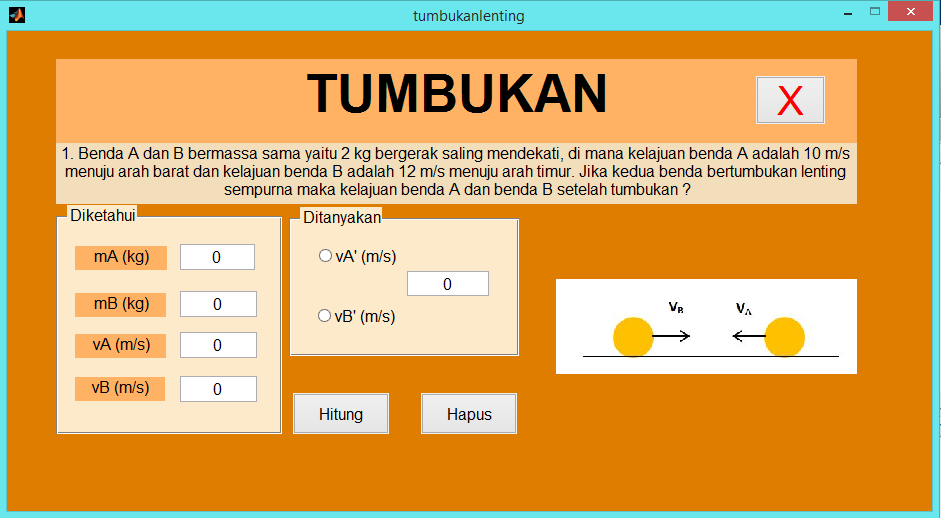 tumbukanlenting
TUMBUKAN
X
1. Benda A dan B bermassa sama yaitu 2 kg bergerak saling mendekati, di mana kelajuan benda A adalah 10 m/s
menuju arah barat dan kelajuan benda B adalah 12 m/s menuju arah timur. Jika kedua benda bertumbukan lenting
sempurna maka kelajuan benda A dan benda B setelah tumbukan ?
Diketahui
mA (kg) 0
mB (kg) 0
vA (m/s) 0
vB (m/s) 0
Ditanyakan
vA' (m/s)
0
vB' (m/s)
Hitung
Hapus
VB VA